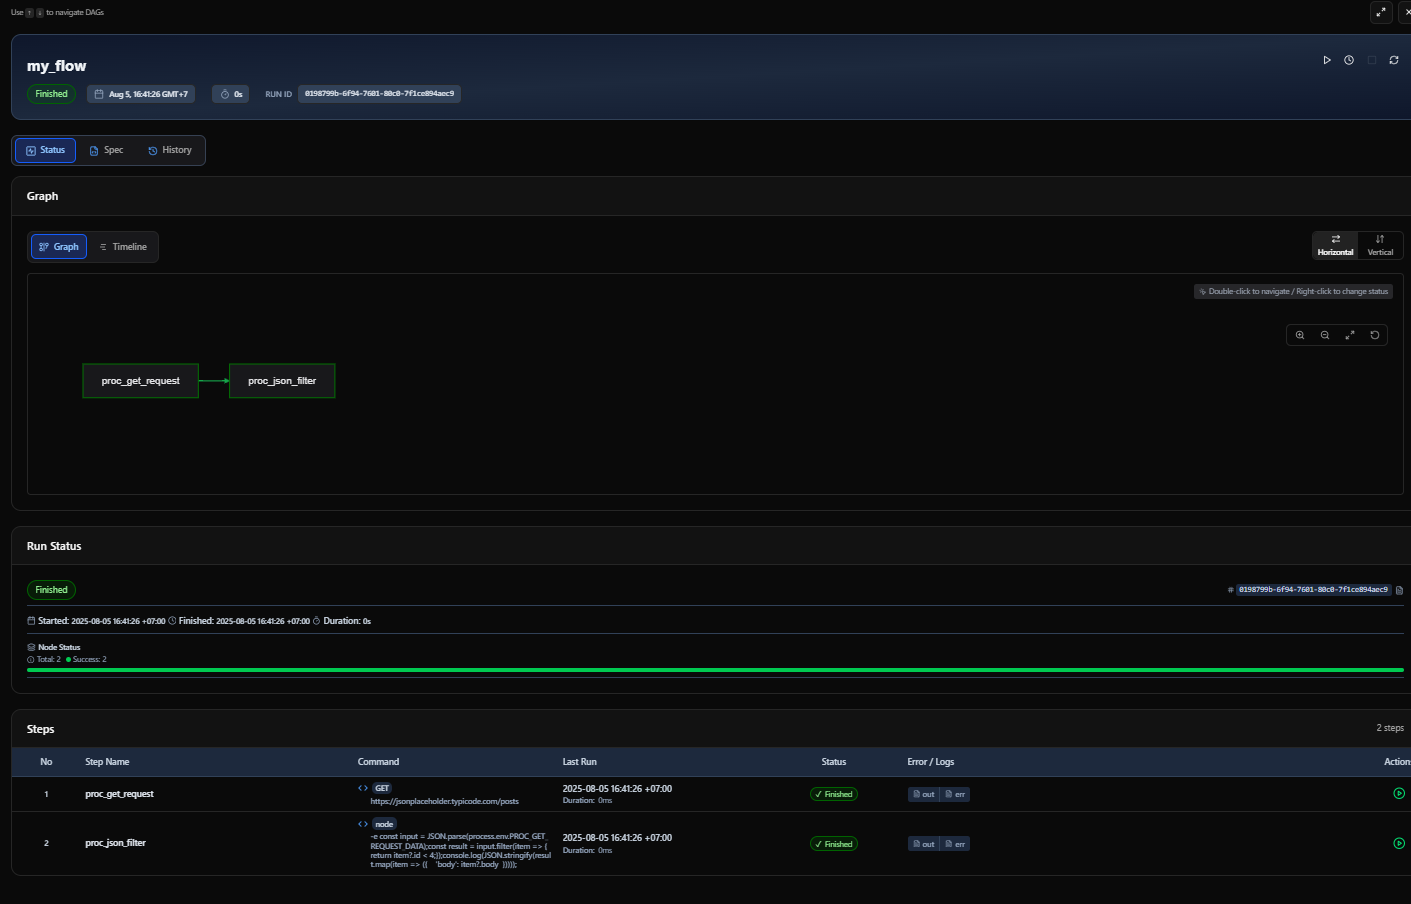 Use ↑ ↓ to navigate DAGs
my_flow
Finished
Aug 5, 16:41:26 GMT+7
0s
RUN ID
0198799b-6f94-7601-80c0-7f1ce894aec9
Status
Spec
History
Graph
Graph
Timeline
Horizontal
Vertical
Double-click to navigate / Right-click to change status
proc_get_request
proc_json_filter
Run Status
Finished
# 0198799b-6f94-7601-80c0-7f1ce894aec9
Started: 2025-08-05 16:41:26 +07:00 Finished: 2025-08-05 16:41:26 +07:00 Duration: 0s
Node Status
Total: 2 Success: 2
Steps
2 steps
No Step Name Command Last Run Status Error / Logs Action
1 proc_get_request
<> GET
https://jsonplaceholder.typicode.com/posts
2025-08-05 16:41:26 +07:00
Duration: 0ms
✓ Finished
out err
2 proc_json_filter
<> node
-e const input = JSON.parse(process.env.PROC_GET_
REQUEST_DATA);const result = input.filter(item => {
return item?.id < 4;});console.log(JSON.stringify(resu
lt.map(item => ({ 'body': item?.body }))));
2025-08-05 16:41:26 +07:00
Duration: 0ms
✓ Finished
out err